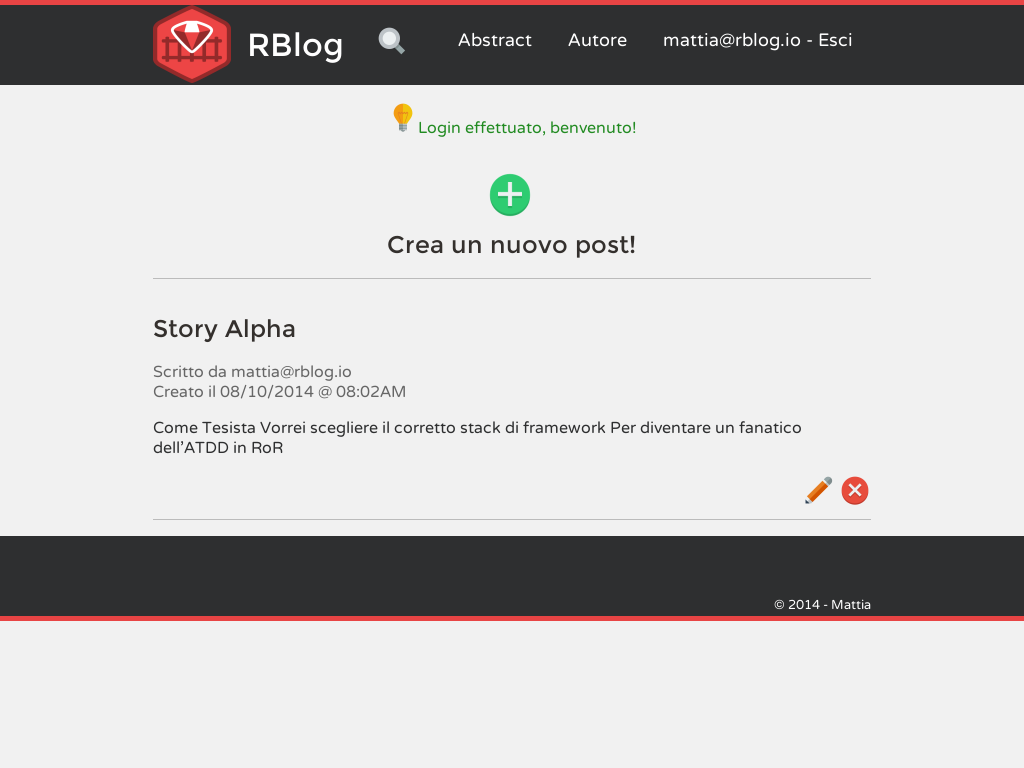 RBlog
Abstract
Autore
mattia@rblog.io - Esci
Login effettuato, benvenuto!
Crea un nuovo post!
Story Alpha
Scritto da mattia@rblog.io
Creato il 08/10/2014 @ 08:02AM
Come Tesista Vorrei scegliere il corretto stack di framework Per diventare un fanatico
dell'ATDD in RoR
© 2014 - Mattia